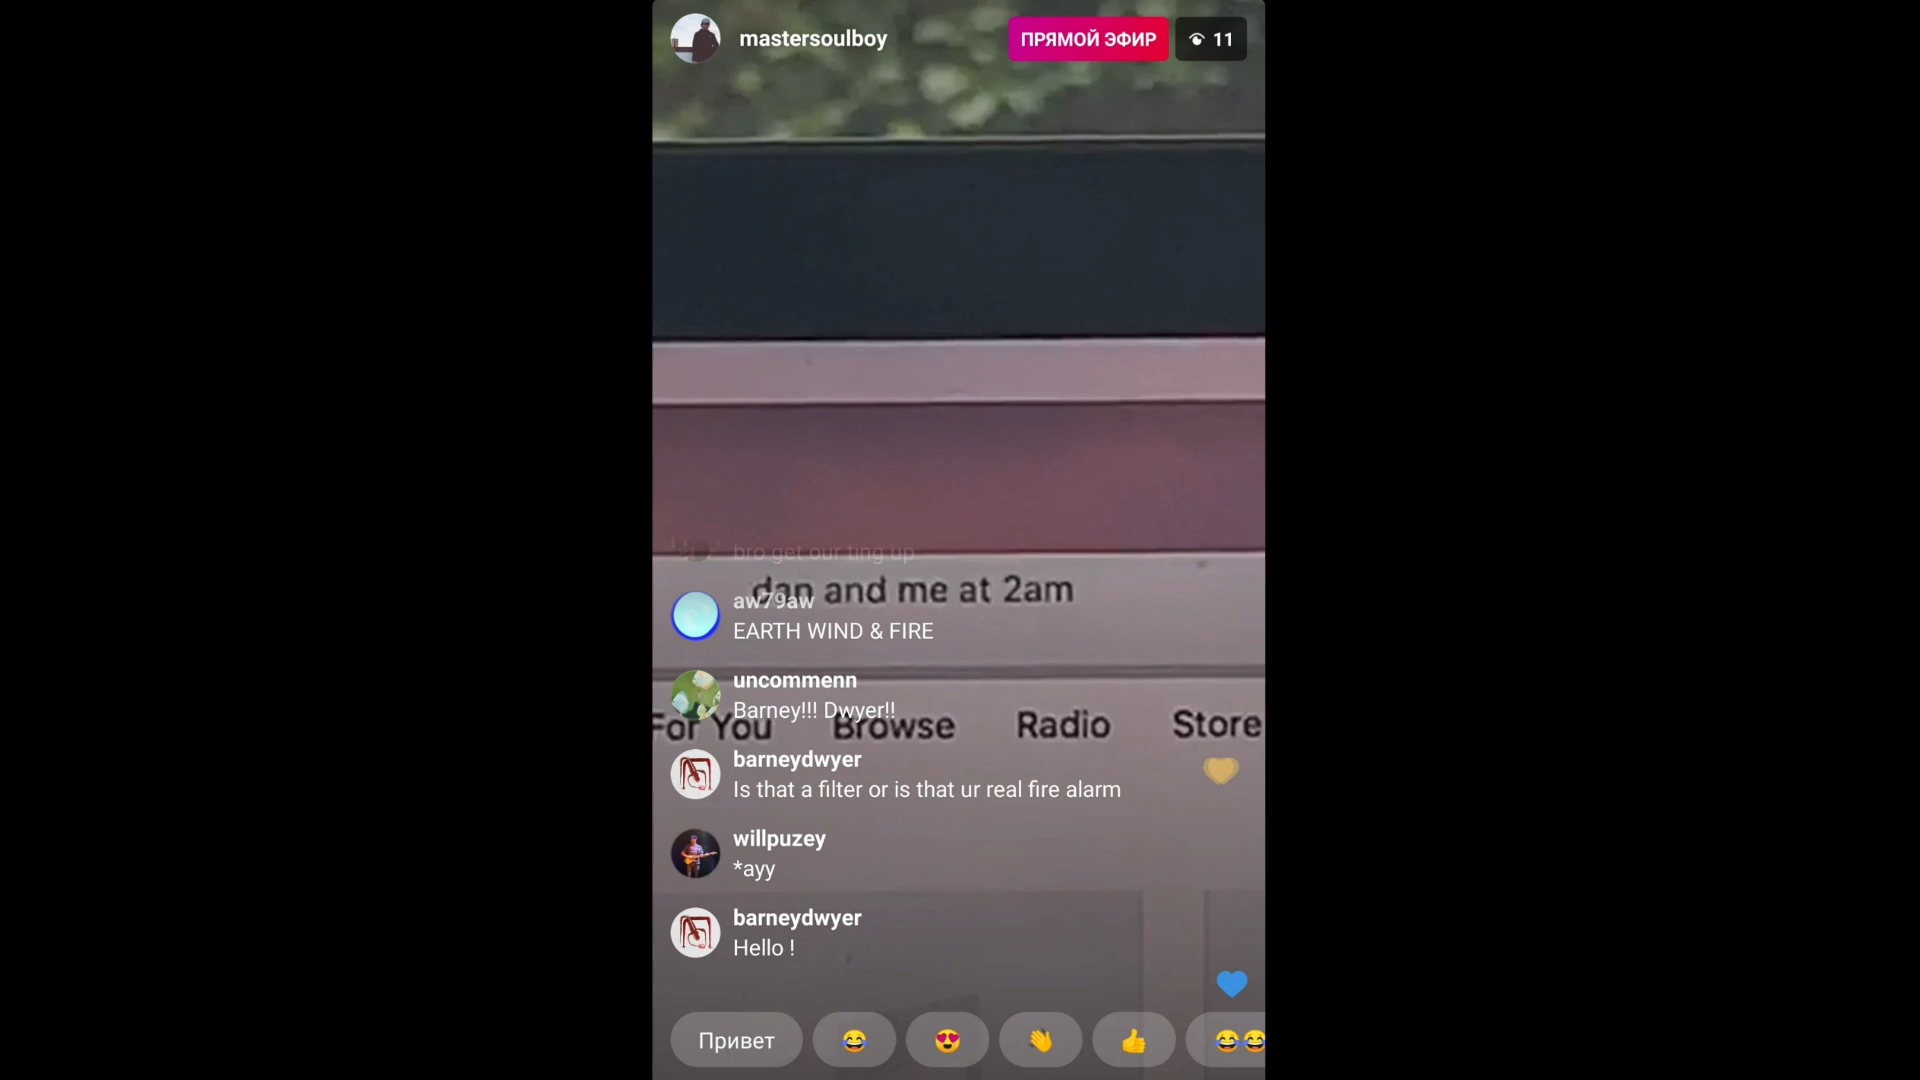 mastersoulboy
ПРЯМОЙ ЭФИР
11
bro get our ting up
dan and me at 2am
aw79aw
EARTH WIND & FIRE
uncommenn
Barney!!! Dwyer!!
For You
Browse
Radio
Store
barneydwyer
Is that a filter or is that ur real fire alarm
willpuzey
*ayy
barneydwyer
Hello !
Привет